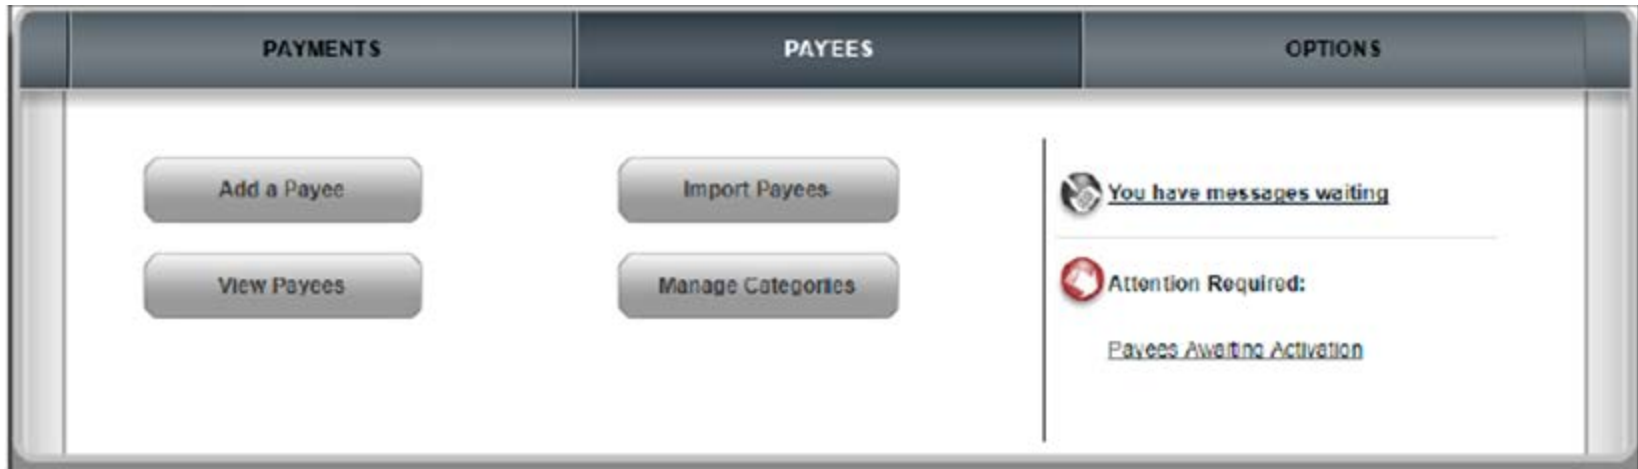 PAYMENTS
PAYEES
OPTIONS
Add a Payee
Import Payees
You have messages waiting
View Payees
Manage Categories
Attention Required:
Payees Awaiting Activation